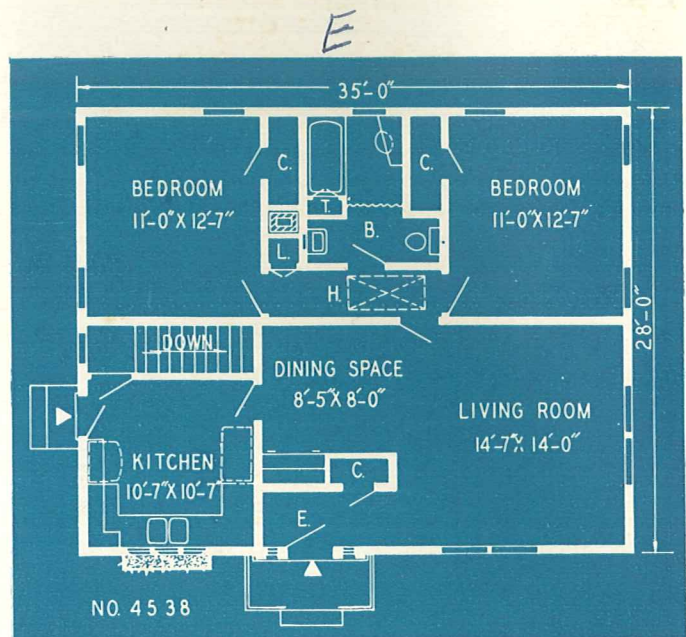 E
35'-0"
C.
C.
BEDROOM
11'-0" X 12'-7"
BEDROOM
11'-0" X 12'-7"
T.
B.
L.
H.
28'-0"
DOWN
DINING SPACE
8'-5" X 8'-0"
LIVING ROOM
14'-7" X 14'-0"
KITCHEN
10'-7" X 10'-7"
C.
E.
NO. 4538